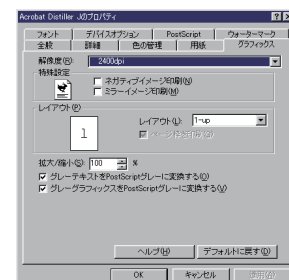 Acrobat Distiller Jのプロパティ
フォント デバイスオプション PostScript ウォーターマーク
全般 詳細 色の管理 用紙 グラフィックス
解像度(R): 2400dpi
特殊設定
ネガティブイメージ印刷(N)
ミラーイメージ印刷(M)
レイアウト(P)
1
レイアウト(L): 1-up
ページ枠を印刷(O)
拡大/縮小(S): 100 %
グレーテキストをPostScriptグレーに変換する(O)
グレーグラフィックスをPostScriptグレーに変換する(V)
ヘルプ(H) デフォルトに戻す(D)
OK キャンセル 適用(A)